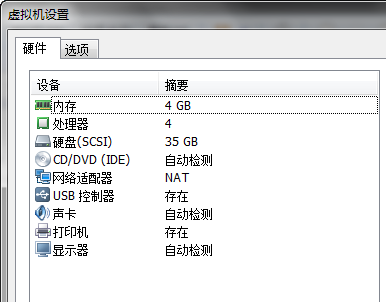 虚拟机设置
硬件 选项
设备 摘要
内存 4 GB
处理器 4
硬盘(SCSI) 35 GB
CD/DVD (IDE) 自动检测
网络适配器 NAT
USB 控制器 存在
声卡 自动检测
打印机 存在
显示器 自动检测